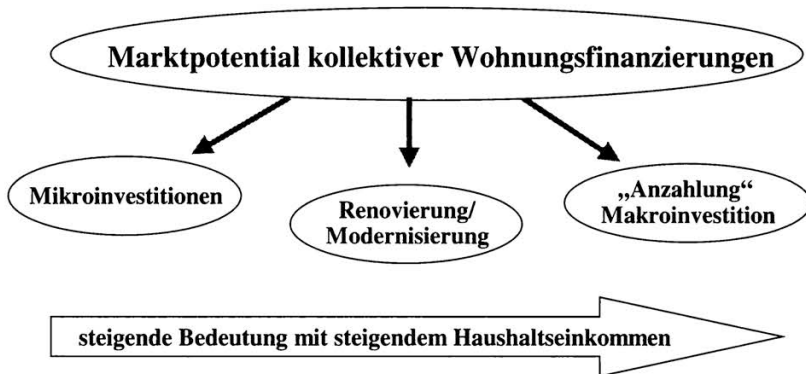 Marktpotential kollektiver Wohnungsfinanzierungen
Mikroinvestitionen
Renovierung/
Modernisierung
„Anzahlung“
Makroinvestition
steigende Bedeutung mit steigendem Haushaltseinkommen